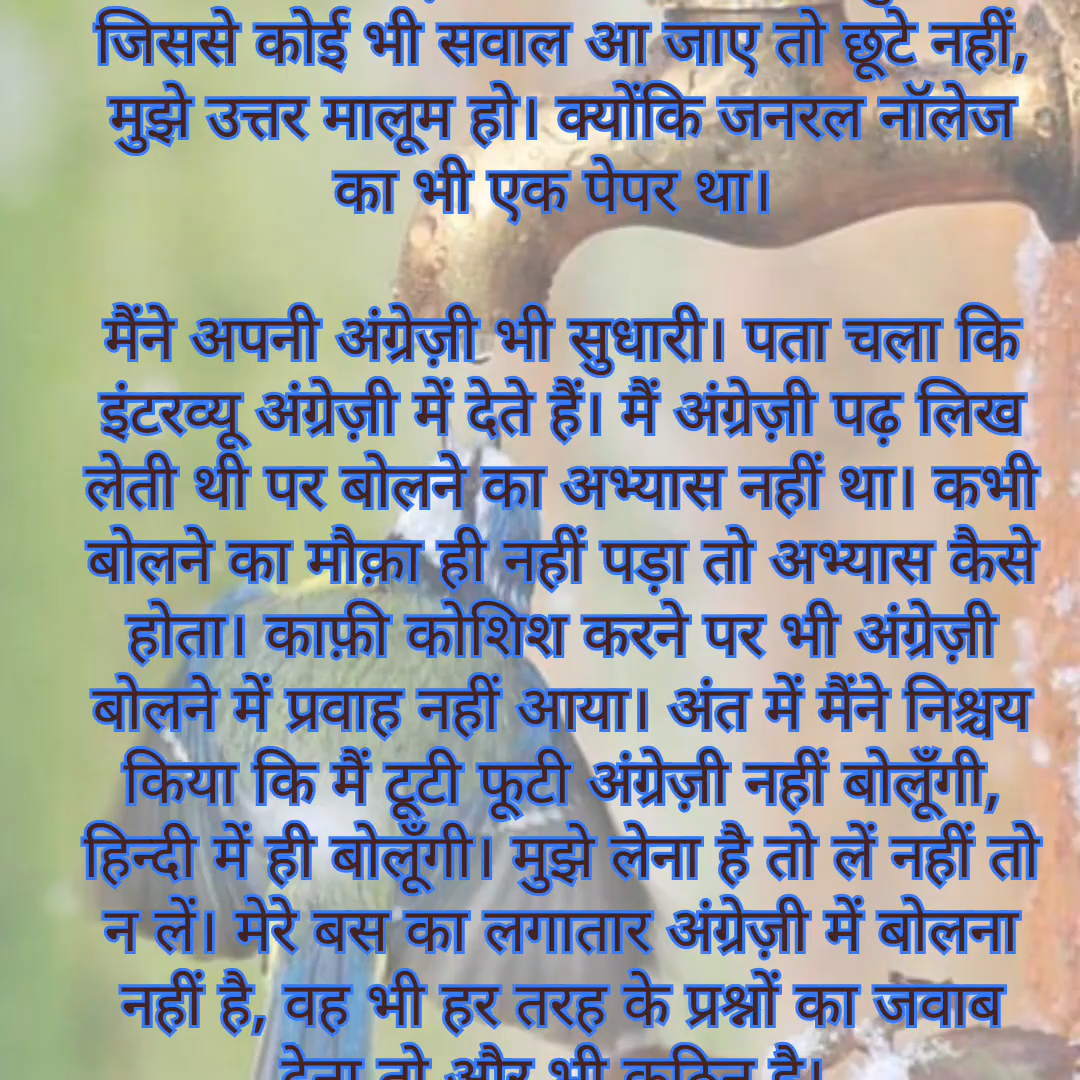 जिससे कोई भी सवाल आ जाए तो छूटे नहीं,
मुझे उत्तर मालूम हो। क्योंकि जनरल नॉलेज
का भी एक पेपर था।
मैंने अपनी अंग्रेज़ी भी सुधारी। पता चला कि
इंटरव्यू अंग्रेज़ी में देते हैं। मैं अंग्रेज़ी पढ़ लिख
लेती थी पर बोलने का अभ्यास नहीं था। कभी
बोलने का मौक़ा ही नहीं पड़ा तो अभ्यास कैसे
होता। काफ़ी कोशिश करने पर भी अंग्रेज़ी
बोलने में प्रवाह नहीं आया। अंत में मैंने निश्चय
किया कि मैं टूटी फूटी अंग्रेज़ी नहीं बोलूँगी,
हिन्दी में ही बोलूँगी। मुझे लेना है तो लें नहीं तो
न लें। मेरे बस का लगातार अंग्रेज़ी में बोलना
नहीं है, वह भी हर तरह के प्रश्नों का जवाब
देना तो और भी कठिन है।